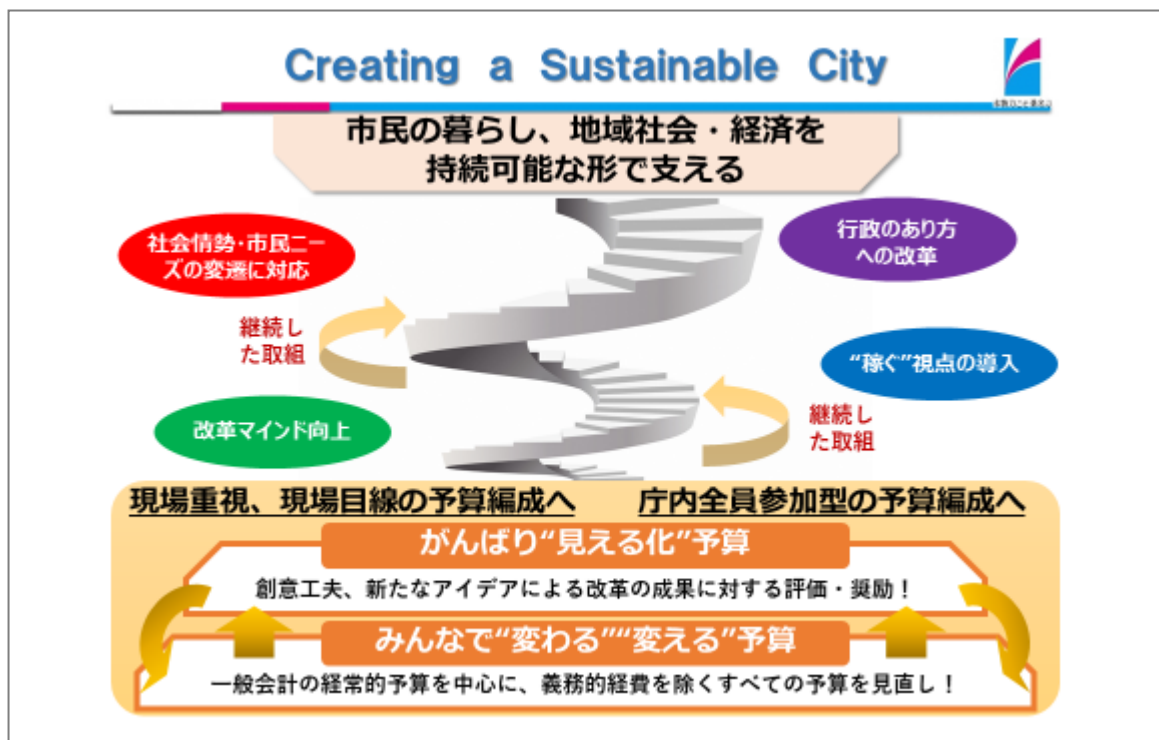 Creating a Sustainable City
市民の暮らし、地域社会・経済を
持続可能な形で支える
社会情勢・市民ニー
ズの変遷に対応
行政のあり方
への改革
継続し
た取組
“稼ぐ”視点の導入
改革マインド向上
継続し
た取組
現場重視、現場目線の予算編成へ
庁内全員参加型の予算編成へ
がんばり“見える化”予算
創意工夫、新たなアイデアによる改革の成果に対する評価・奨励！
みんなで“変わる”“変える”予算
一般会計の経常的予算を中心に、義務的経費を除くすべての予算を見直し！